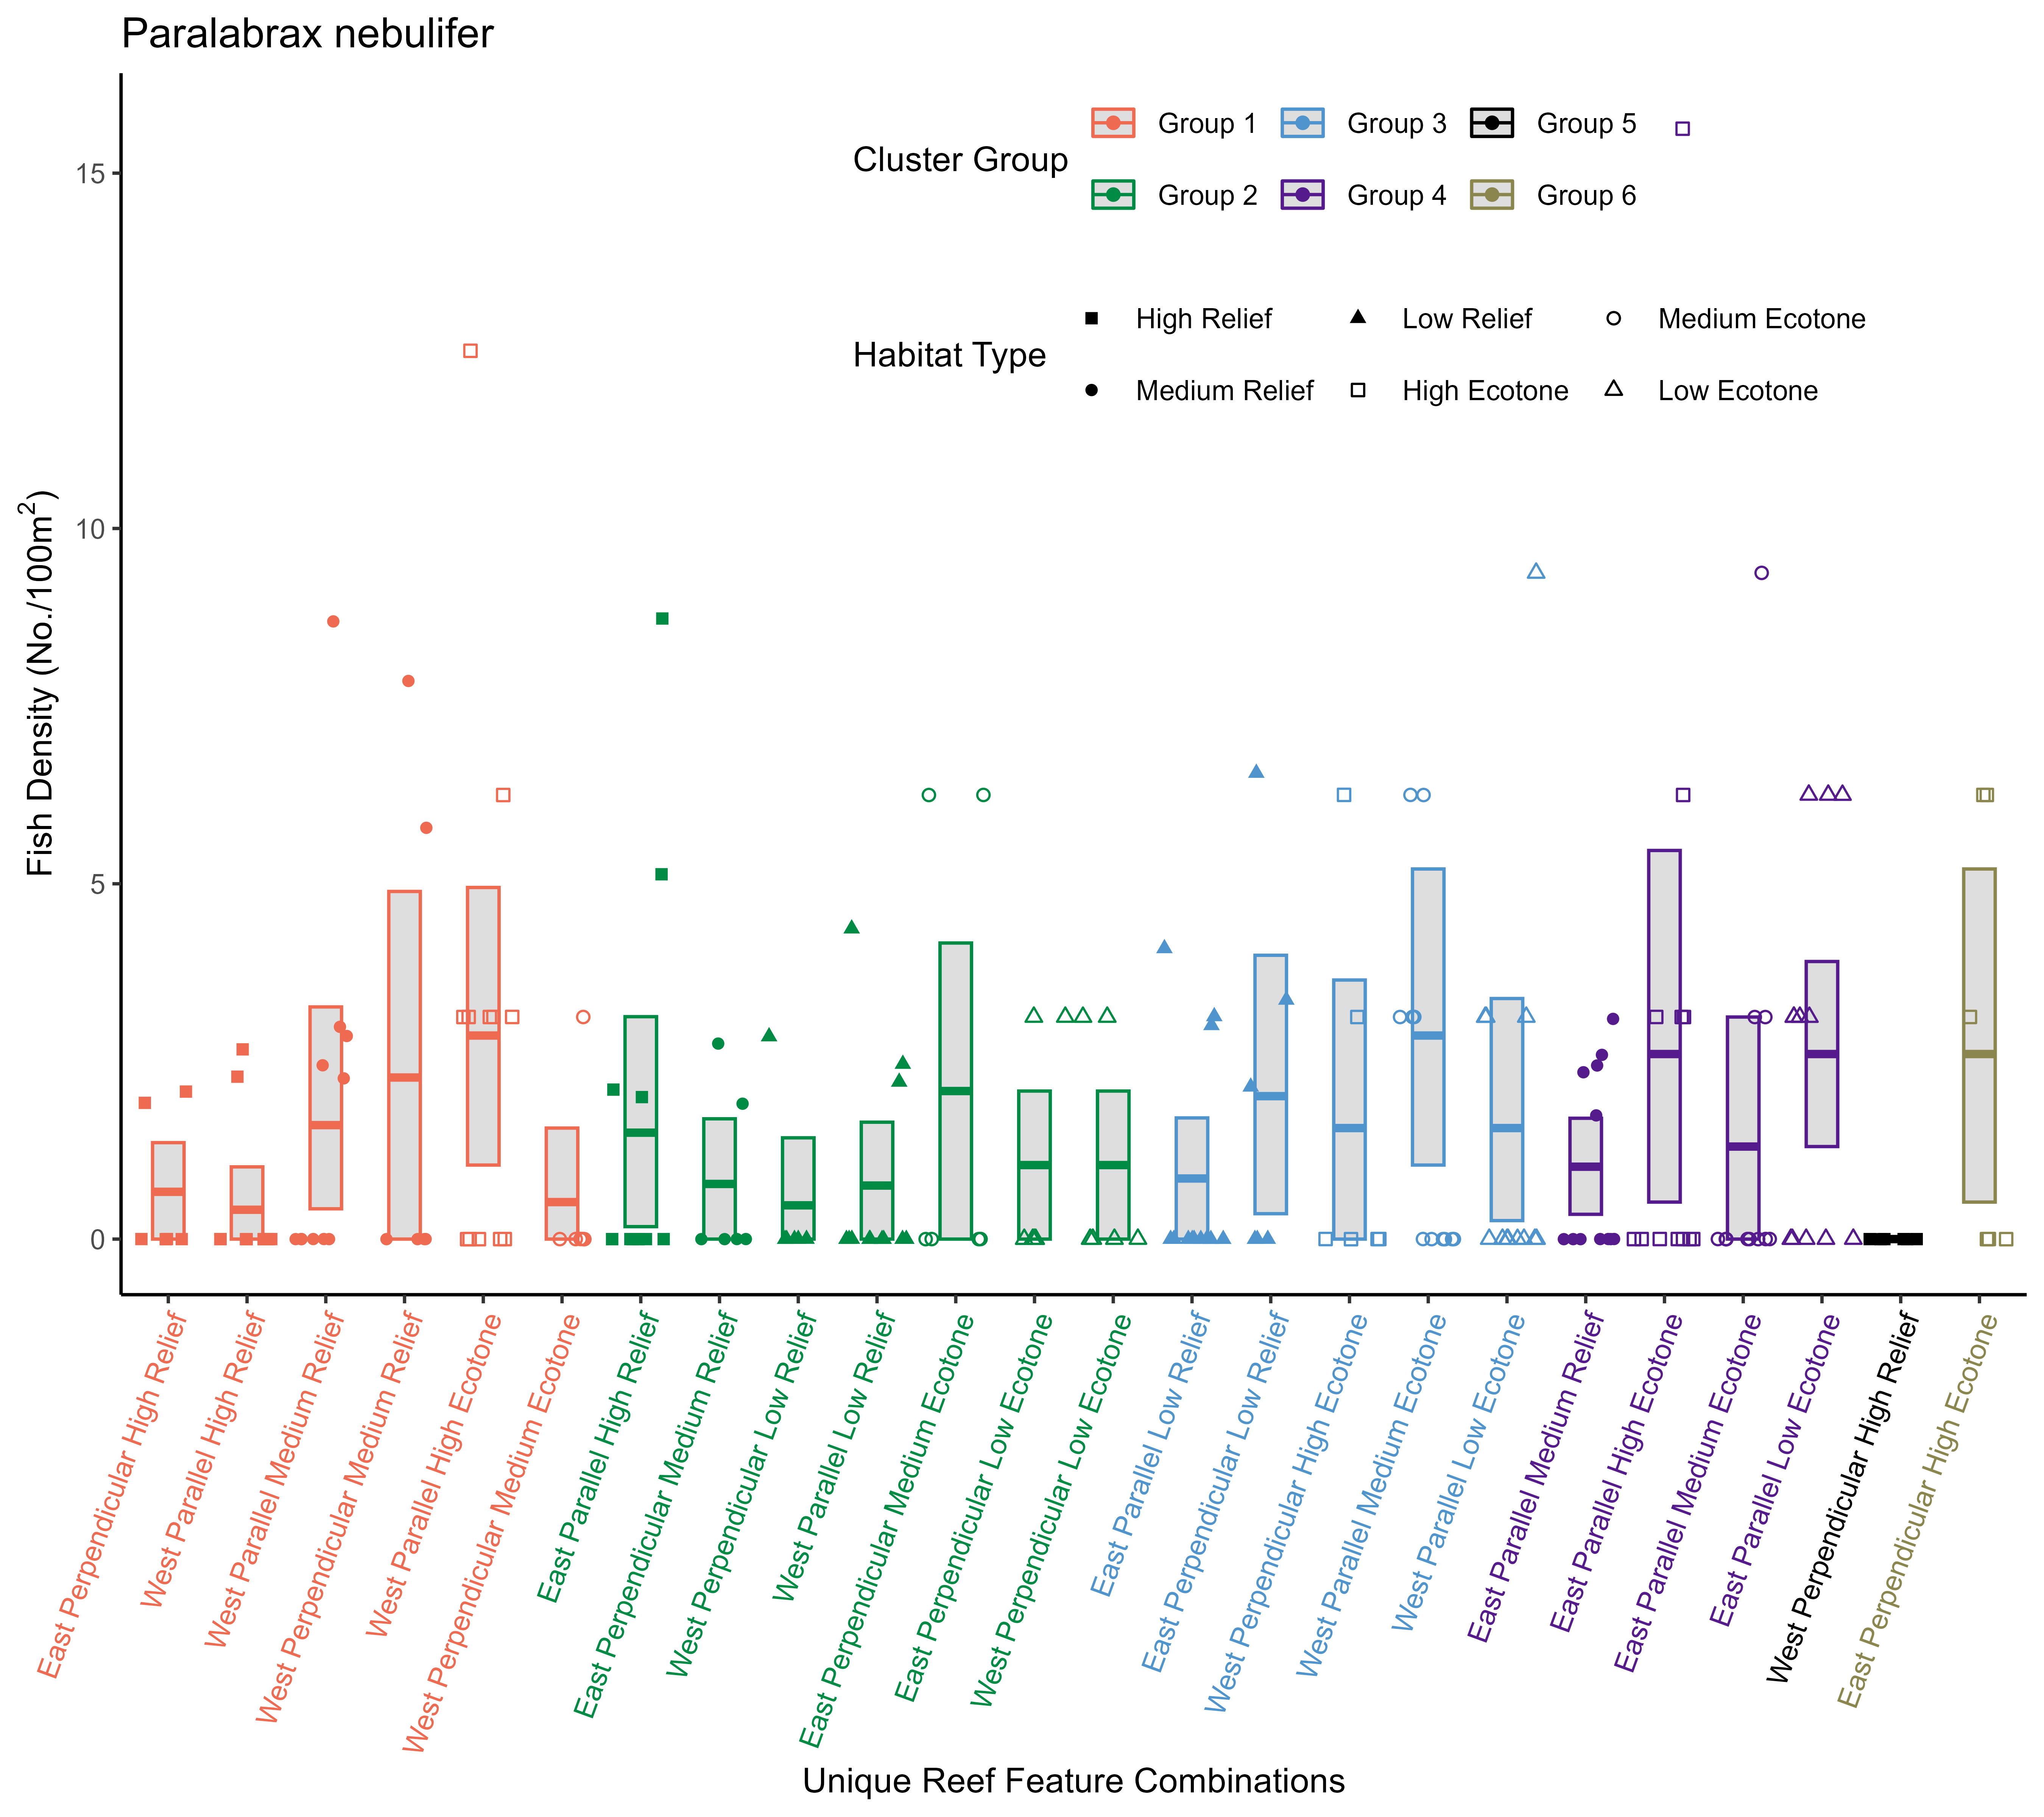 Paralabrax nebulifer
Cluster Group
Group 1
Group 3
Group 5
Group 2
Group 4
Group 6
Habitat Type
High Relief
Low Relief
Medium Ecotone
Medium Relief
High Ecotone
Low Ecotone
Fish Density (No./100m²)
15
10
5
0
East Perpendicular High Relief
West Parallel High Relief
West Parallel Medium Relief
West Perpendicular Medium Relief
West Parallel High Ecotone
West Perpendicular Medium Ecotone
East Parallel High Relief
East Perpendicular Medium Relief
West Perpendicular Low Relief
West Parallel Low Relief
East Perpendicular Medium Ecotone
East Perpendicular Low Ecotone
West Perpendicular Low Ecotone
East Parallel Low Relief
East Perpendicular Low Relief
West Perpendicular High Ecotone
West Parallel Medium Ecotone
West Parallel Low Ecotone
East Parallel Medium Relief
East Parallel High Ecotone
East Parallel Medium Ecotone
East Parallel Low Ecotone
West Perpendicular High Relief
East Perpendicular High Ecotone
Unique Reef Feature Combinations